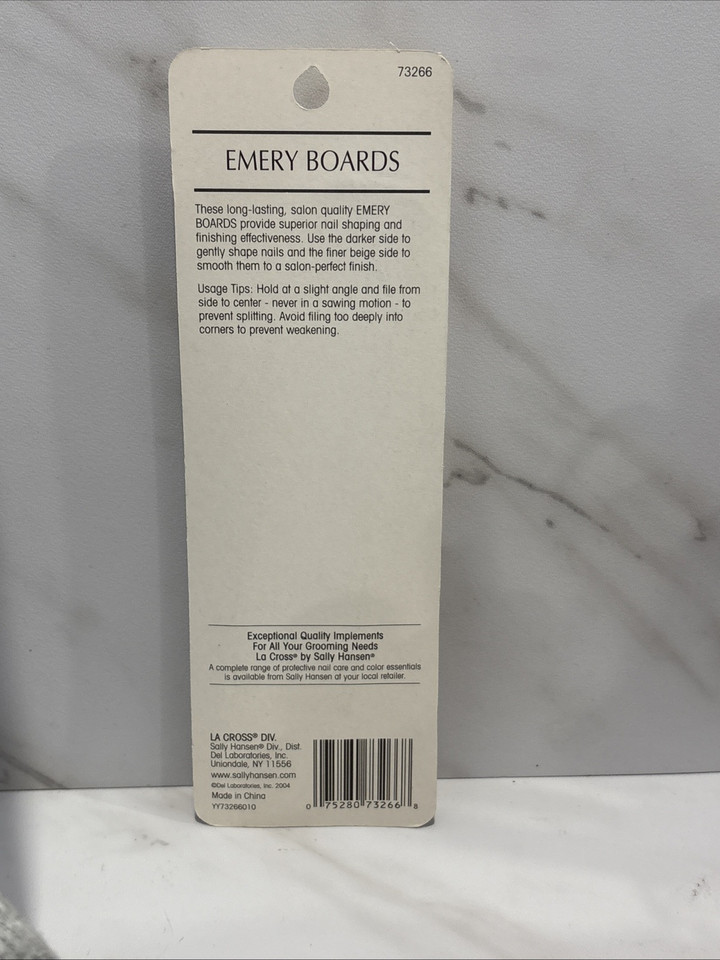 73266
EMERY BOARDS
These long-lasting, salon quality EMERY
BOARDS provide superior nail shaping and
finishing effectiveness. Use the darker side to
gently shape nails and the finer beige side to
smooth them to a salon-perfect finish.
Usage Tips: Hold at a slight angle and file from
side to center - never in a sawing motion - to
prevent splitting. Avoid filing too deeply into
corners to prevent weakening.
Exceptional Quality Implements
For All Your Grooming Needs
La Cross® by Sally Hansen®
A complete range of protective nail care and color essentials
is available from Sally Hansen at your local retailer.
LA CROSS® DIV.
Sally Hansen® Div., Dist.
Del Laboratories, Inc.
Uniondale, NY 11556
www.sallyhansen.com
©Del Laboratories, Inc. 2004
Made in China
YY73266010
0 75280 73266 8